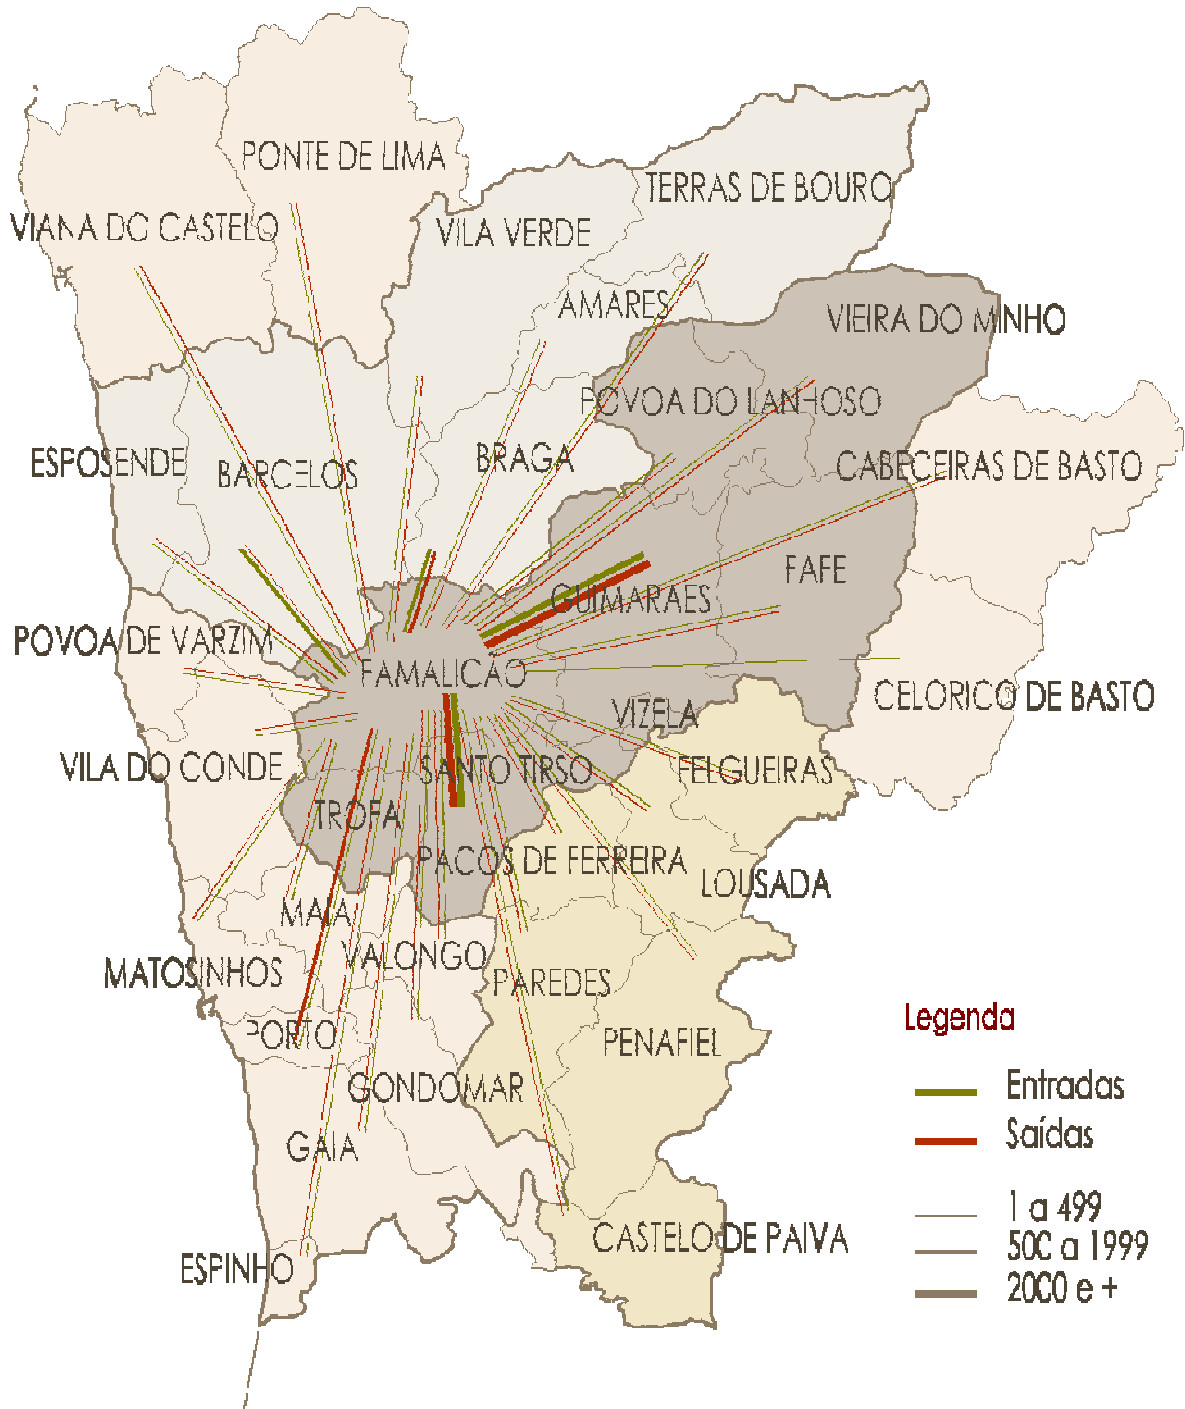 PONTE DE LIMA
TERRAS DE BOURO
VIANA DO CASTELO
VILA VERDE
AMARES
VIEIRA DO MINHO
POVOA DO LANHOSO
ESPOSENDE
BARCELOS
BRAGA
CABECEIRAS DE BASTO
FAFE
GUIMARAES
POVOA DE VARZIM
FAMALICÃO
CELORICO DE BASTO
VIZELA
VILA DO CONDE
SANTO TIRSO
FELGUEIRAS
TROFA
PACOS DE FERREIRA
LOUSADA
MAIA
VALONGO
MATOSINHOS
PAREDES
PORTO
PENAFIEL
GONDOMAR
GAIA
CASTELO DE PAIVA
ESPINHO
Legenda
Entradas
Saídas
1 a 499
500 a 1999
2000 e +